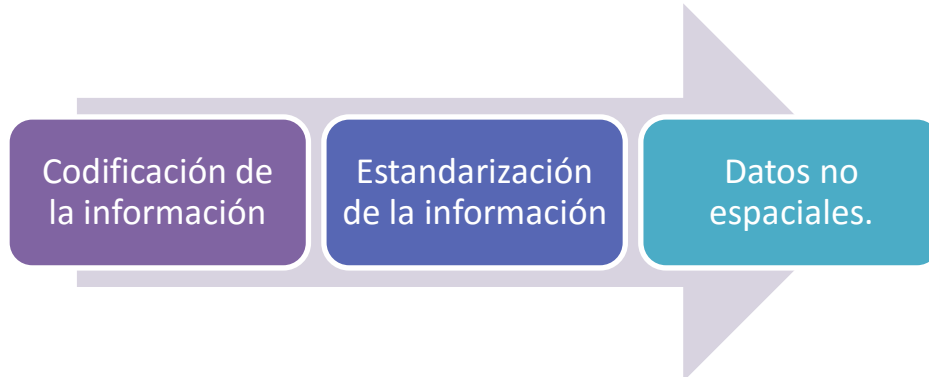 Codificación de
la información
Estandarización
de la información
Datos no
espaciales.